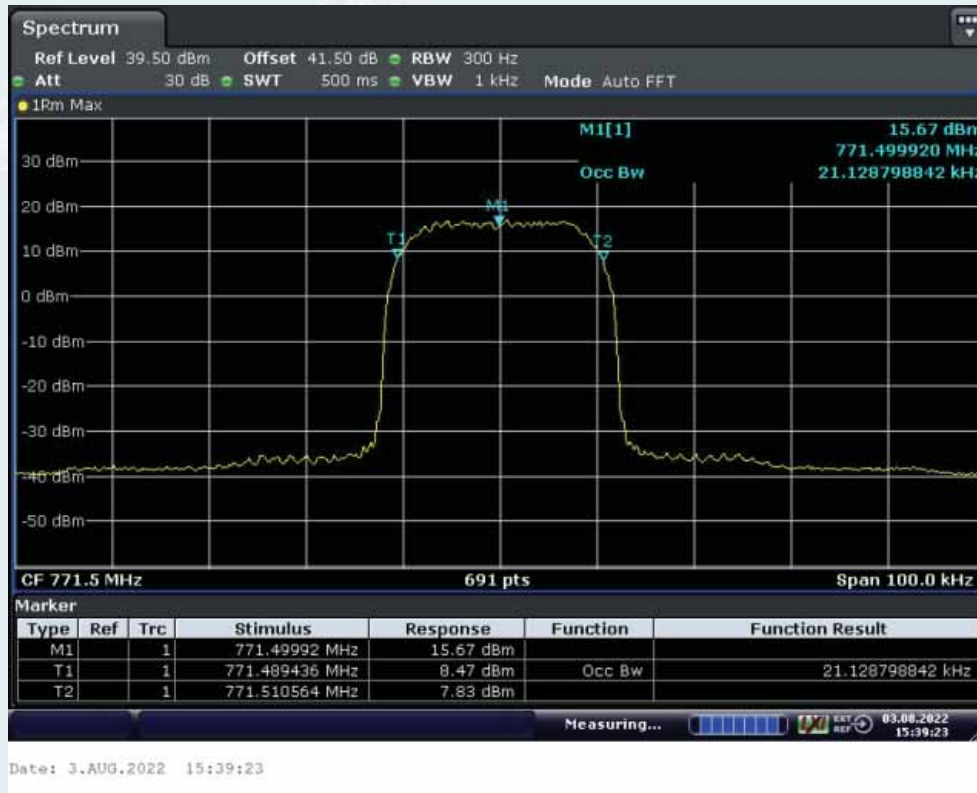 Spectrum
Ref Level 39.50 dBm Offset 41.50 dB RBW 300 Hz
Att 30 dB SWT 500 ms VBW 1 kHz Mode Auto FFT
1Rm Max
M1[1] 15.67 dBm
771.499920 MHz
30 dBm
Occ Bw 21.128798842 kHz
20 dBm
M1
T1
T2
10 dBm
0 dBm
-10 dBm
-20 dBm
-30 dBm
-40 dBm
-50 dBm
CF 771.5 MHz 691 pts Span 100.0 kHz
Marker
Type Ref Trc Stimulus Response Function Function Result
M1 1 771.49992 MHz 15.67 dBm
T1 1 771.489436 MHz 8.47 dBm Occ Bw 21.128798842 kHz
T2 1 771.510564 MHz 7.83 dBm
Measuring... EXT REF 03.08.2022
15:39:23
Date: 3.AUG.2022 15:39:23